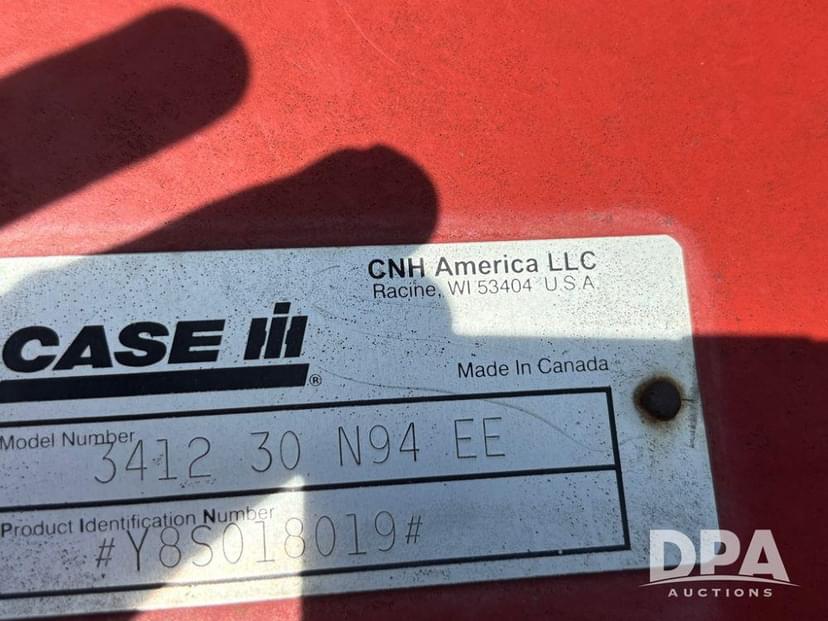 CNH America LLC
Racine, WI 53404 U.S.A
CASE IH ®
Made In Canada
Model Number
3412 30 N94 EE
Product Identification Number
#Y8S018019#
DPA
AUCTIONS